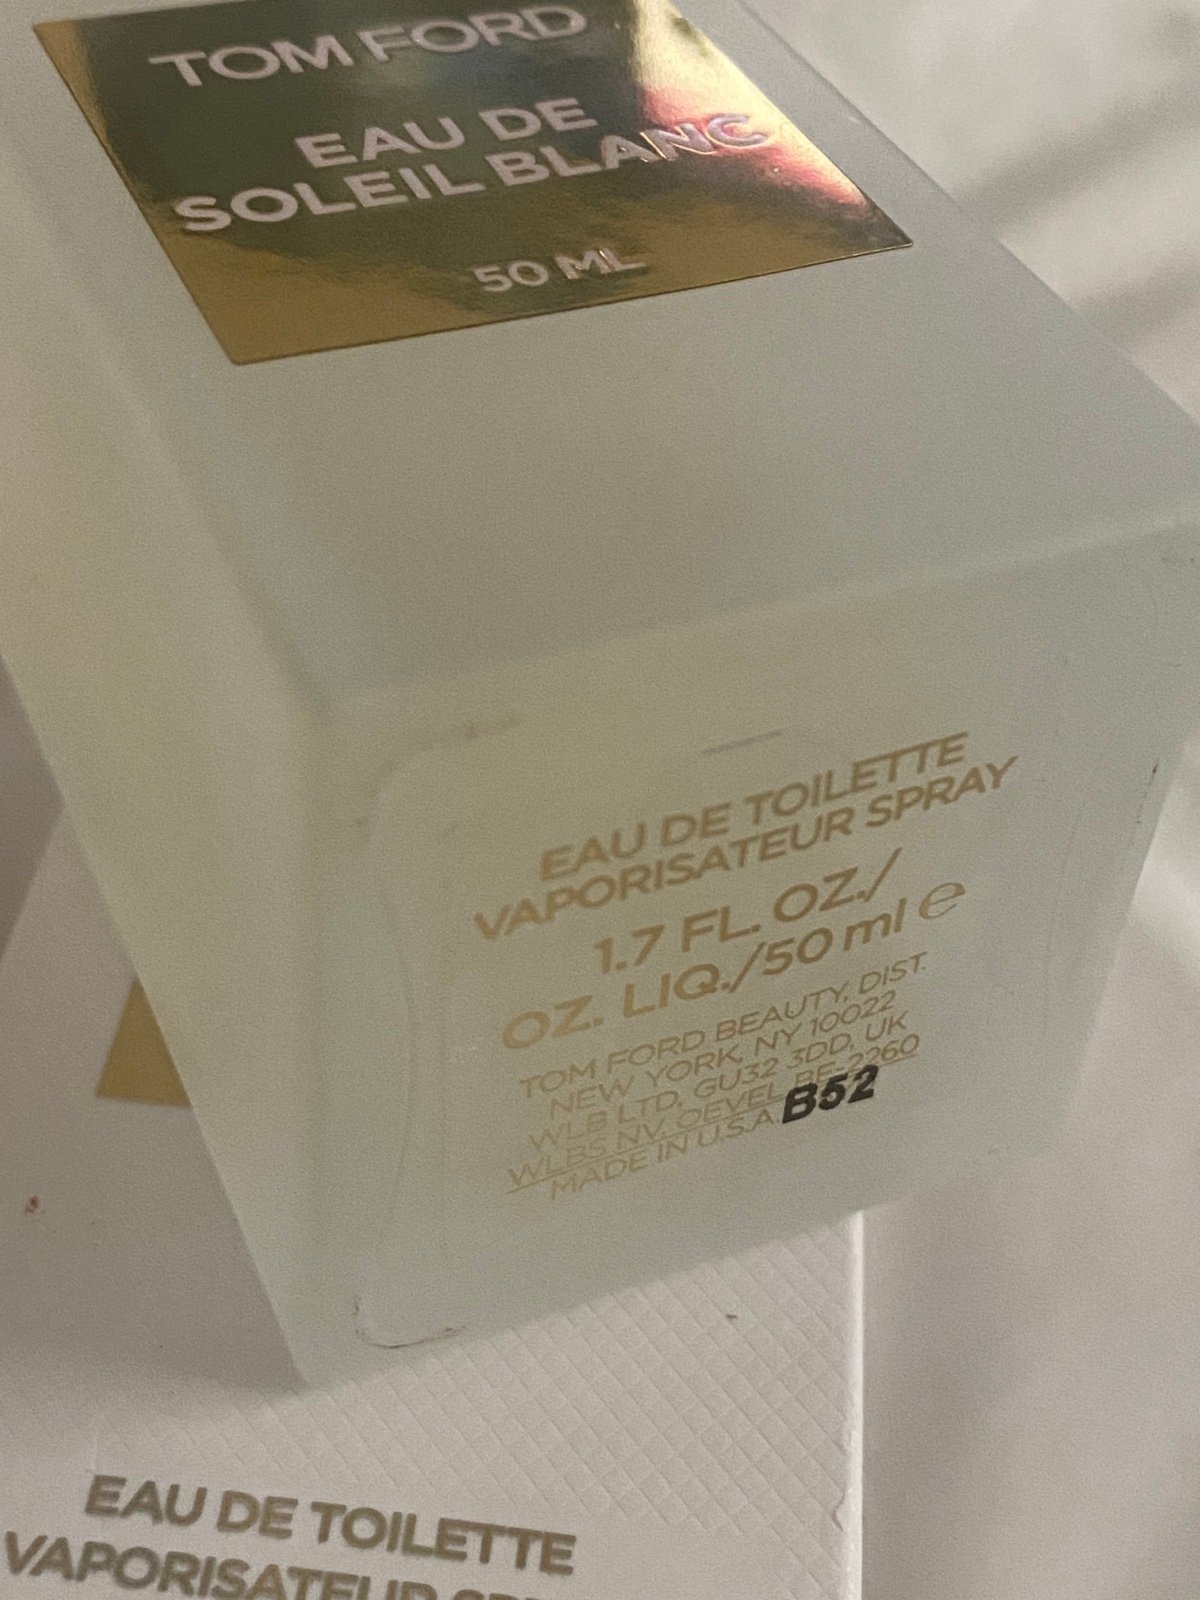 TOM FORD
EAU DE
SOLEIL BLANC
50 ML
EAU DE TOILETTE
VAPORISATEUR SPRAY
1.7 FL. OZ./
OZ. LIQ./50 ml e
TOM FORD BEAUTY, DIST.
NEW YORK, NY 10022
WLB LTD, GU32 3DD, UK
WLBS NV, OEVEL BE-2260
MADE IN U.S.A. B52
EAU DE TOILETTE
VAPORISATEUR